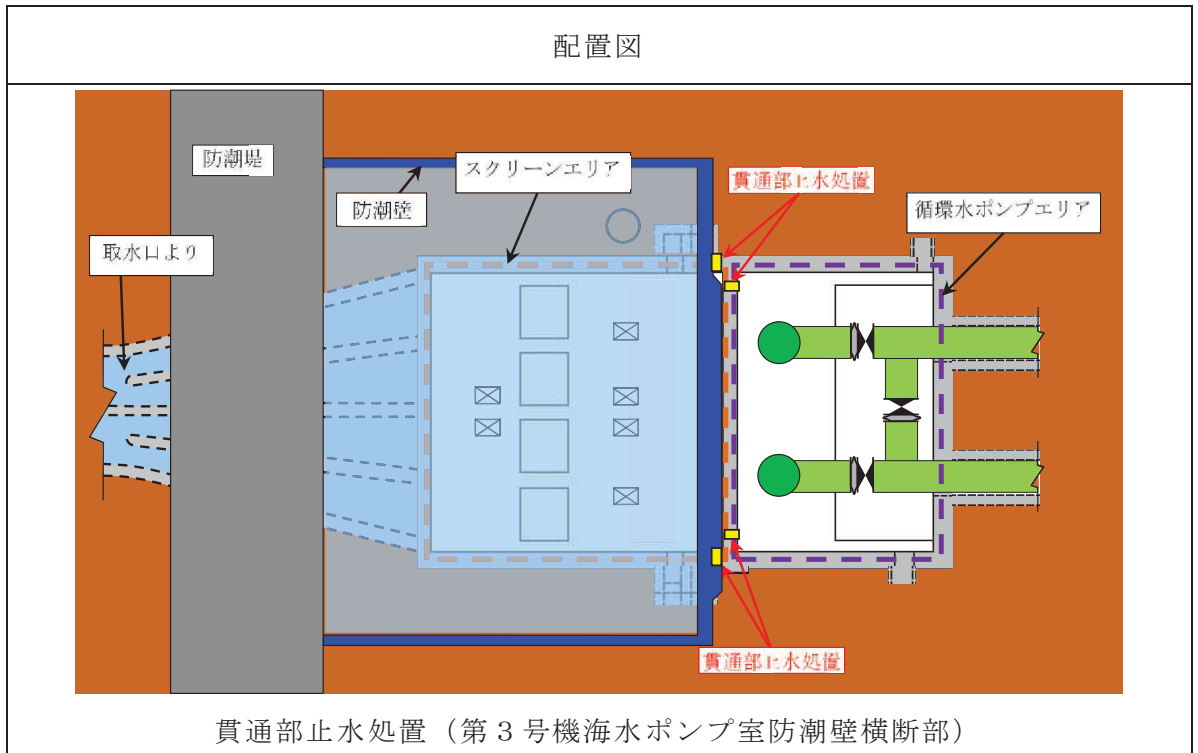 配置図
防潮堤
スクリーンエリア
貫通部止水処置
防潮壁
循環水ポンプエリア
取水口より
貫通部止水処置
貫通部止水処置（第３号機海水ポンプ室防潮壁横断部）